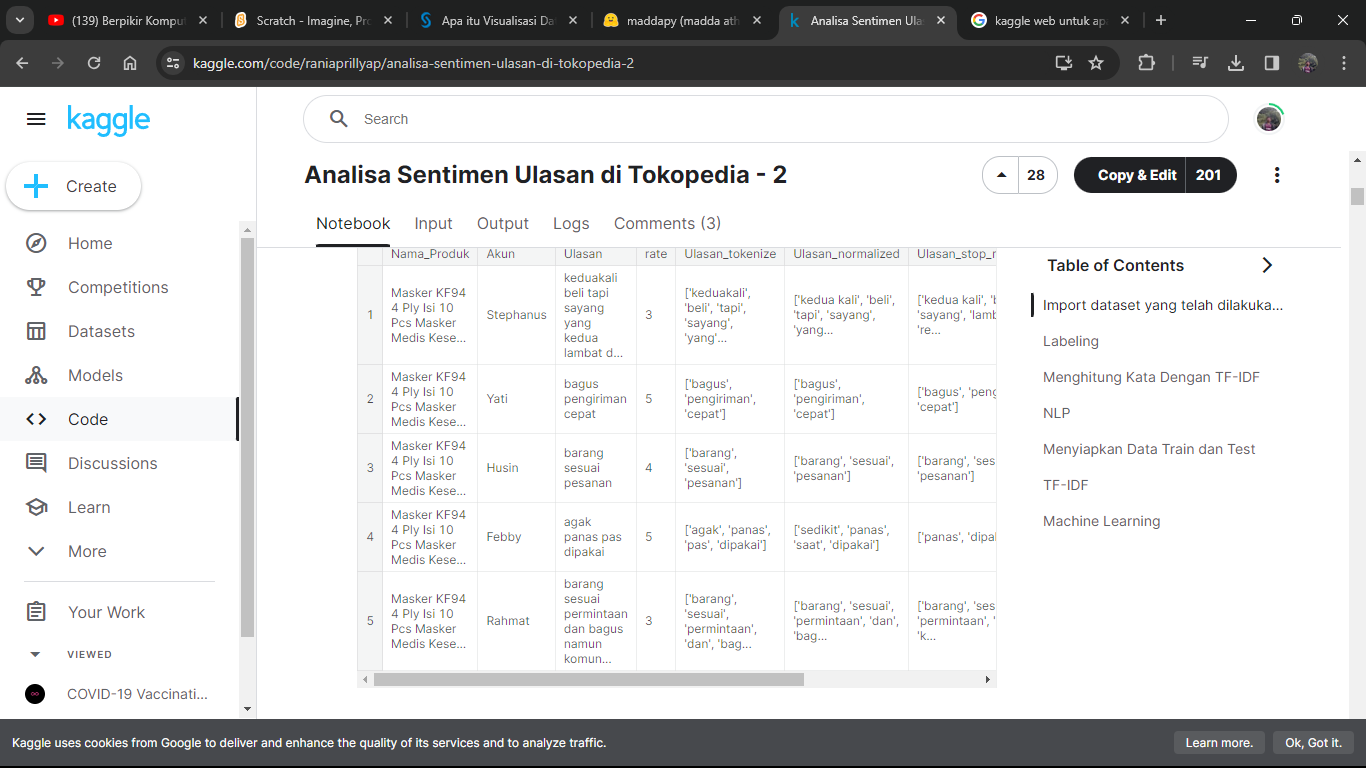 (139) Berpikir Komput
Scratch - Imagine, Pro
Apa itu Visualisasi Dat
maddapy (madda ath
Analisa Sentimen Ula
kaggle web untuk apa
kaggle.com/code/raniaprillyap/analisa-sentimen-ulasan-di-tokopedia-2
kaggle
Search
Create
Home
Competitions
Datasets
Models
Code
Discussions
Learn
More
Your Work
VIEWED
COVID-19 Vaccinati...
Analisa Sentimen Ulasan di Tokopedia - 2
28
Copy & Edit 201
Notebook Input Output Logs Comments (3)
Nama_Produk Akun Ulasan rate Ulasan_tokenize Ulasan_normalized Ulasan_stop_r
1
Masker KF94
4 Ply Isi 10
Pcs Masker
Medis Kese...
Stephanus
keduakali
beli tapi
sayang
yang
kedua
lambat d...
3
['keduakali',
'beli', 'tapi',
'sayang',
'yang'...
['kedua kali', 'beli',
'tapi', 'sayang',
'yang...
['kedua kali', 'b
'sayang', 'lamb
're...
2
Masker KF94
4 Ply Isi 10
Pcs Masker
Medis Kese...
Yati
bagus
pengiriman
cepat
5
['bagus',
'pengiriman',
'cepat']
['bagus',
'pengiriman',
'cepat']
['bagus', 'peng
'cepat']
3
Masker KF94
4 Ply Isi 10
Pcs Masker
Medis Kese...
Husin
barang
sesuai
pesanan
4
['barang',
'sesuai',
'pesanan']
['barang', 'sesuai',
'pesanan']
['barang', 'ses
'pesanan']
4
Masker KF94
4 Ply Isi 10
Pcs Masker
Medis Kese...
Febby
agak
panas pas
dipakai
5
['agak', 'panas',
'pas', 'dipakai']
['sedikit', 'panas',
'saat', 'dipakai']
['panas', 'dipal
5
Masker KF94
4 Ply Isi 10
Pcs Masker
Medis Kese...
Rahmat
barang
sesuai
permintaan
dan bagus
namun
komun...
3
['barang',
'sesuai',
'permintaan',
'dan', 'bag...
['barang', 'sesuai',
'permintaan', 'dan',
'bag...
['barang', 'ses
'permintaan', '
'k...
Table of Contents
Import dataset yang telah dilakuka...
Labeling
Menghitung Kata Dengan TF-IDF
NLP
Menyiapkan Data Train dan Test
TF-IDF
Machine Learning
Kaggle uses cookies from Google to deliver and enhance the quality of its services and to analyze traffic.
Learn more.
Ok, Got it.